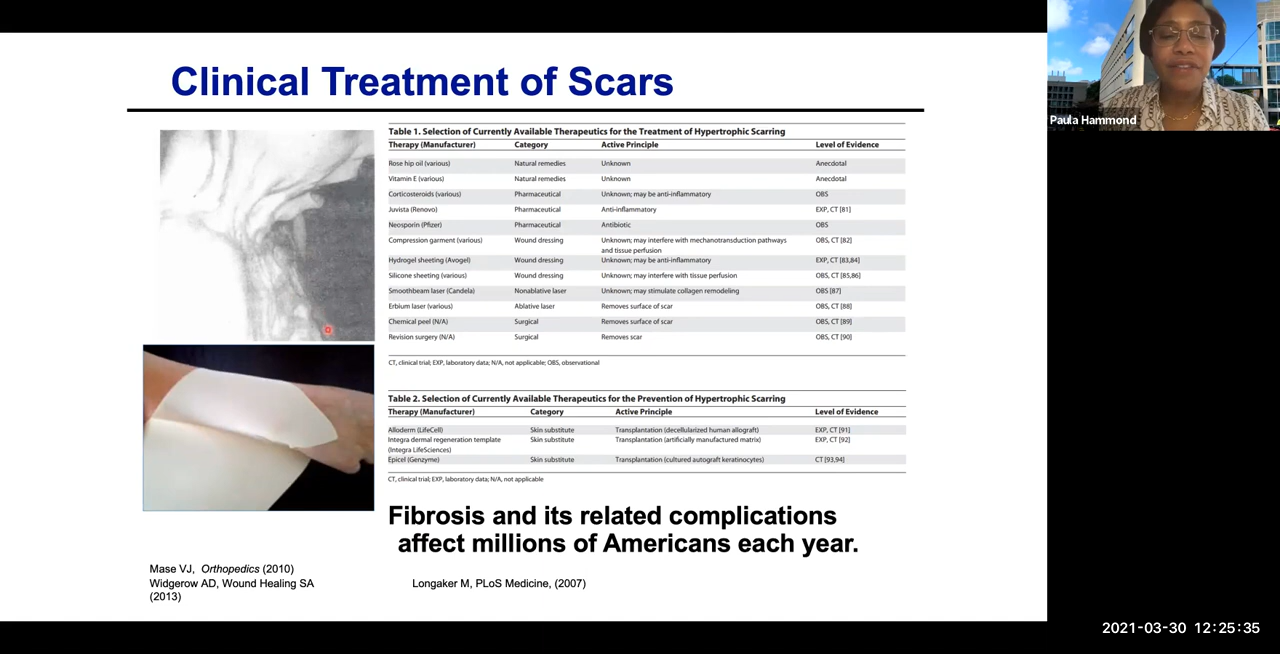 Clinical Treatment of Scars
Table 1. Selection of Currently Available Therapeutics for the Treatment of Hypertrophic Scarring
Therapy (Manufacturer) Category Active Principle Level of Evidence
Rose hip oil (various) Natural remedies Unknown Anecdotal
Vitamin E (various) Natural remedies Unknown Anecdotal
Corticosteroids (various) Pharmaceutical Unknown; may be anti-inflammatory OBS
Juvista (Renovo) Pharmaceutical Anti-inflammatory EXP, CT [81]
Neosporin (Pfizer) Pharmaceutical Antibiotic OBS
Compression garment (various) Wound dressing Unknown; may interfere with mechanotransduction pathways OBS, CT [82]
and tissue perfusion
Hydrogel sheeting (Avogel) Wound dressing Unknown; may be anti-inflammatory EXP, CT [83,84]
Silicone sheeting (various) Wound dressing Unknown; may interfere with tissue perfusion OBS, CT [85,86]
Smoothbeam laser (Candela) Nonablative laser Unknown; may stimulate collagen remodeling OBS [87]
Erbium laser (various) Ablative laser Removes surface of scar OBS, CT [88]
Chemical peel (N/A) Surgical Removes surface of scar OBS, CT [89]
Revision surgery (N/A) Surgical Removes scar OBS, CT [90]
CT, clinical trial; EXP, laboratory data; N/A, not applicable; OBS, observational
Table 2. Selection of Currently Available Therapeutics for the Prevention of Hypertrophic Scarring
Therapy (Manufacturer) Category Active Principle Level of Evidence
Alloderm (LifeCell) Skin substitute Transplantation (decellularized human allograft) EXP, CT [91]
Integra dermal regeneration template Skin substitute Transplantation (artificially manufactured matrix) EXP, CT [92]
(Integra LifeSciences)
Epicel (Genzyme) Skin substitute Transplantation (cultured autograft keratinocytes) CT [93,94]
CT, clinical trial; EXP, laboratory data; N/A, not applicable
Fibrosis and its related complications
affect millions of Americans each year.
Mase VJ, Orthopedics (2010)
Widgerow AD, Wound Healing SA
(2013)
Longaker M, PLoS Medicine, (2007)
Paula Hammond
2021-03-30 12:25:35